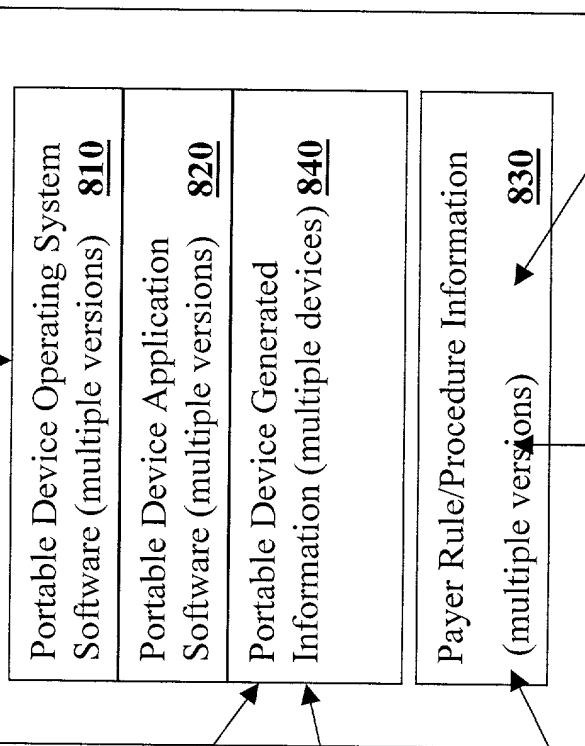 Portable Device Operating System
Software (multiple versions) 810
Portable Device Application
Software (multiple versions) 820
Portable Device Generated
Information (multiple devices) 840
Payer Rule/Procedure Information
(multiple versions) 830